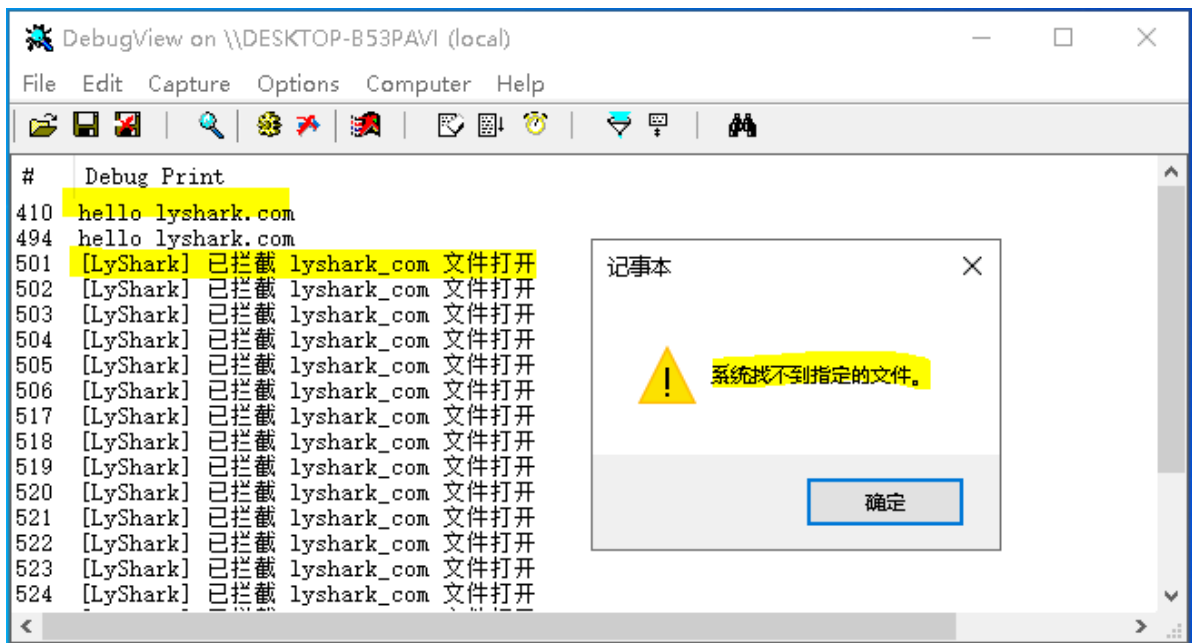 DebugView on \\DESKTOP-B53PAVI (local)
File Edit Capture Options Computer Help
# Debug Print
410 hello lyshark.com
494 hello lyshark.com
501 [LyShark] 已拦截 lyshark_com 文件打开
502 [LyShark] 已拦截 lyshark_com 文件打开
503 [LyShark] 已拦截 lyshark_com 文件打开
504 [LyShark] 已拦截 lyshark_com 文件打开
505 [LyShark] 已拦截 lyshark_com 文件打开
506 [LyShark] 已拦截 lyshark_com 文件打开
517 [LyShark] 已拦截 lyshark_com 文件打开
518 [LyShark] 已拦截 lyshark_com 文件打开
519 [LyShark] 已拦截 lyshark_com 文件打开
520 [LyShark] 已拦截 lyshark_com 文件打开
521 [LyShark] 已拦截 lyshark_com 文件打开
522 [LyShark] 已拦截 lyshark_com 文件打开
523 [LyShark] 已拦截 lyshark_com 文件打开
524 [LyShark] 已拦截 lyshark_com 文件打开
记事本
系统找不到指定的文件。
确定